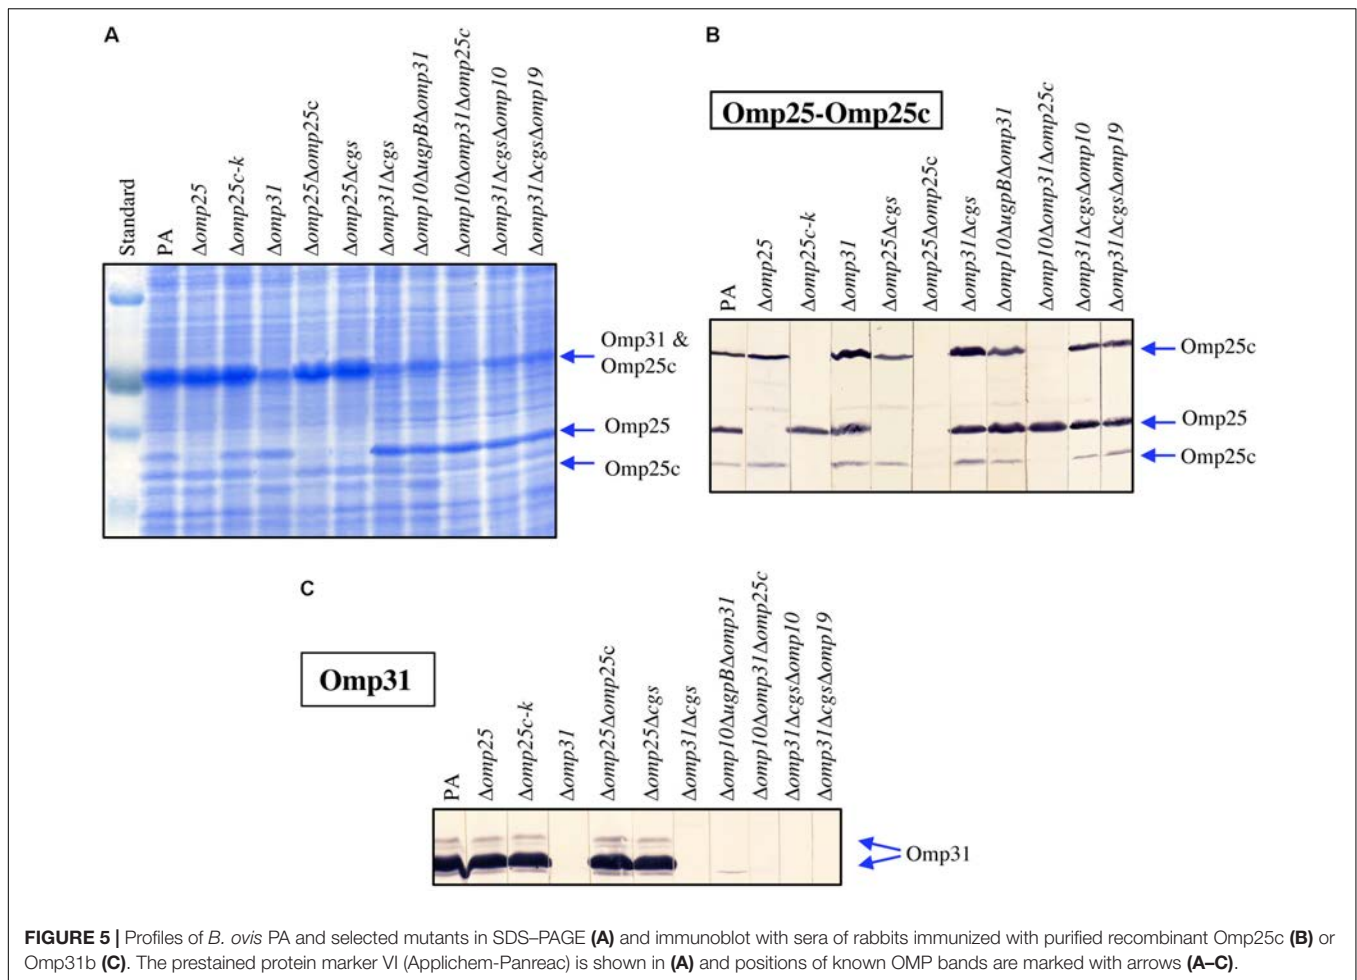 A
Standard
PA
Δomp25
Δomp25c-k
Δomp31
Δomp25Δomp25c
Δomp25Δcgs
Δomp31Δcgs
Δomp10ΔugpBΔomp31
Δomp10Δomp31Δomp25c
Δomp31ΔcgsΔomp10
Δomp31ΔcgsΔomp19
Omp31 &
Omp25c
Omp25
Omp25c
B
Omp25-Omp25c
PA
Δomp25
Δomp25c-k
Δomp31
Δomp25Δcgs
Δomp25Δomp25c
Δomp31Δcgs
Δomp10ΔugpBΔomp31
Δomp10Δomp31Δomp25c
Δomp31ΔcgsΔomp10
Δomp31ΔcgsΔomp19
Omp25c
Omp25
Omp25c
C
Omp31
PA
Δomp25
Δomp25c-k
Δomp31
Δomp25Δomp25c
Δomp25Δcgs
Δomp31Δcgs
Δomp10ΔugpBΔomp31
Δomp10Δomp31Δomp25c
Δomp31ΔcgsΔomp10
Δomp31ΔcgsΔomp19
Omp31
FIGURE 5 | Profiles of B. ovis PA and selected mutants in SDS–PAGE (A) and immunoblot with sera of rabbits immunized with purified recombinant Omp25c (B) or
Omp31b (C). The prestained protein marker VI (Applichem-Panreac) is shown in (A) and positions of known OMP bands are marked with arrows (A–C).